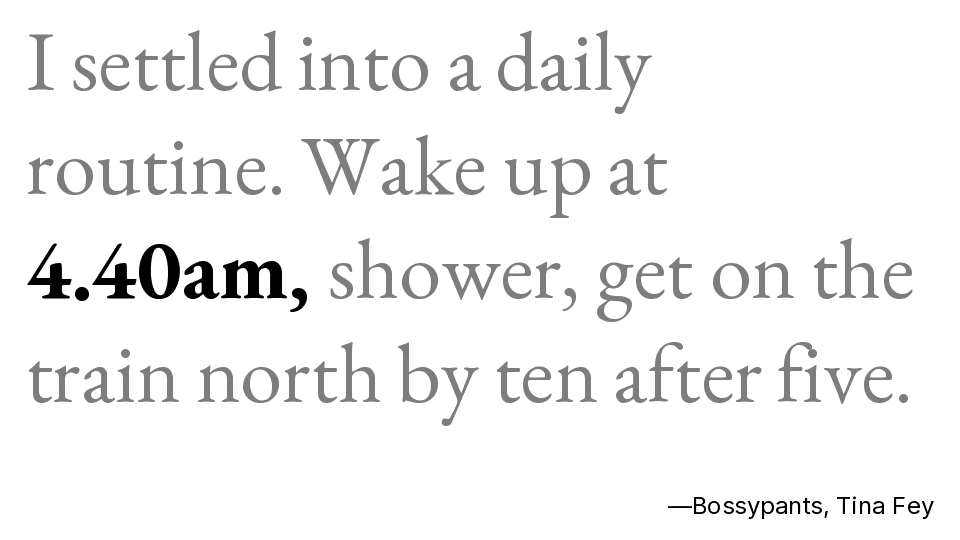 I settled into a daily
routine. Wake up at
4.40am, shower, get on the
train north by ten after five.
—Bossypants, Tina Fey